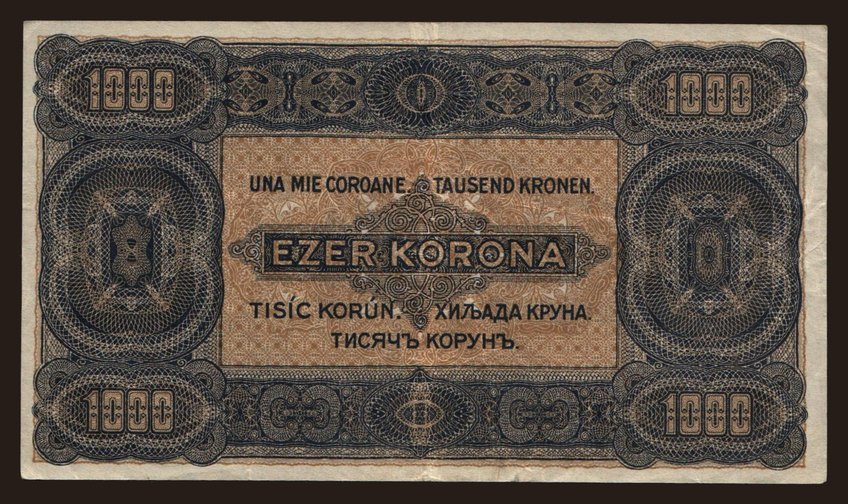 1000 1000
UNA MIE COROANE. TAUSEND KRONEN.
EZER KORONA
TISÍC KORÚN. ХИЉАДА КРУНА.
ТИСЯЧЪ КОРУНЪ.
1000 1000